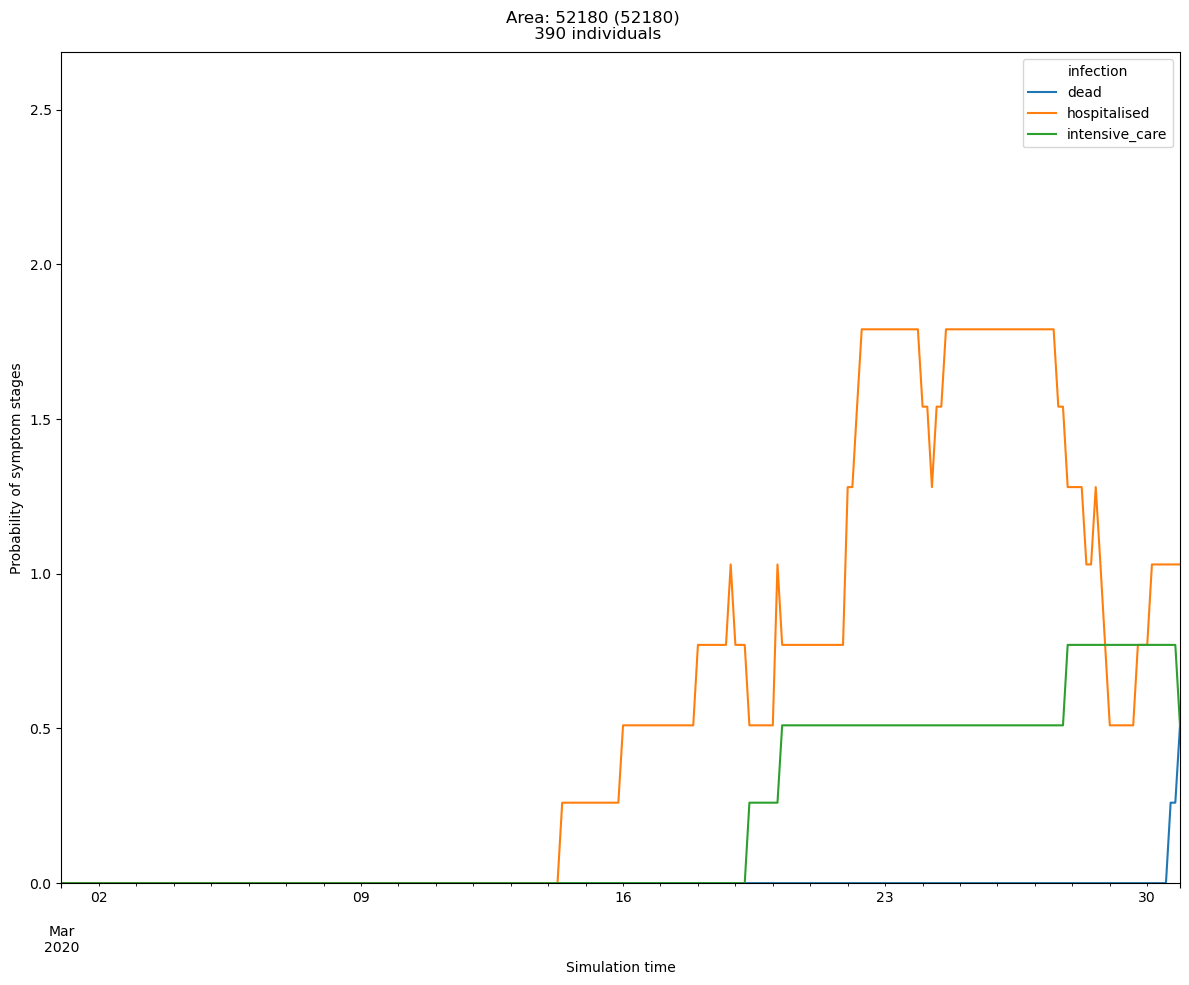 Area: 52180 (52180)
390 individuals
infection
dead
hospitalised
intensive_care
Probability of symptom stages
2.5
2.0
1.5
1.0
0.5
0.0
02
09
16
23
30
Mar
2020
Simulation time